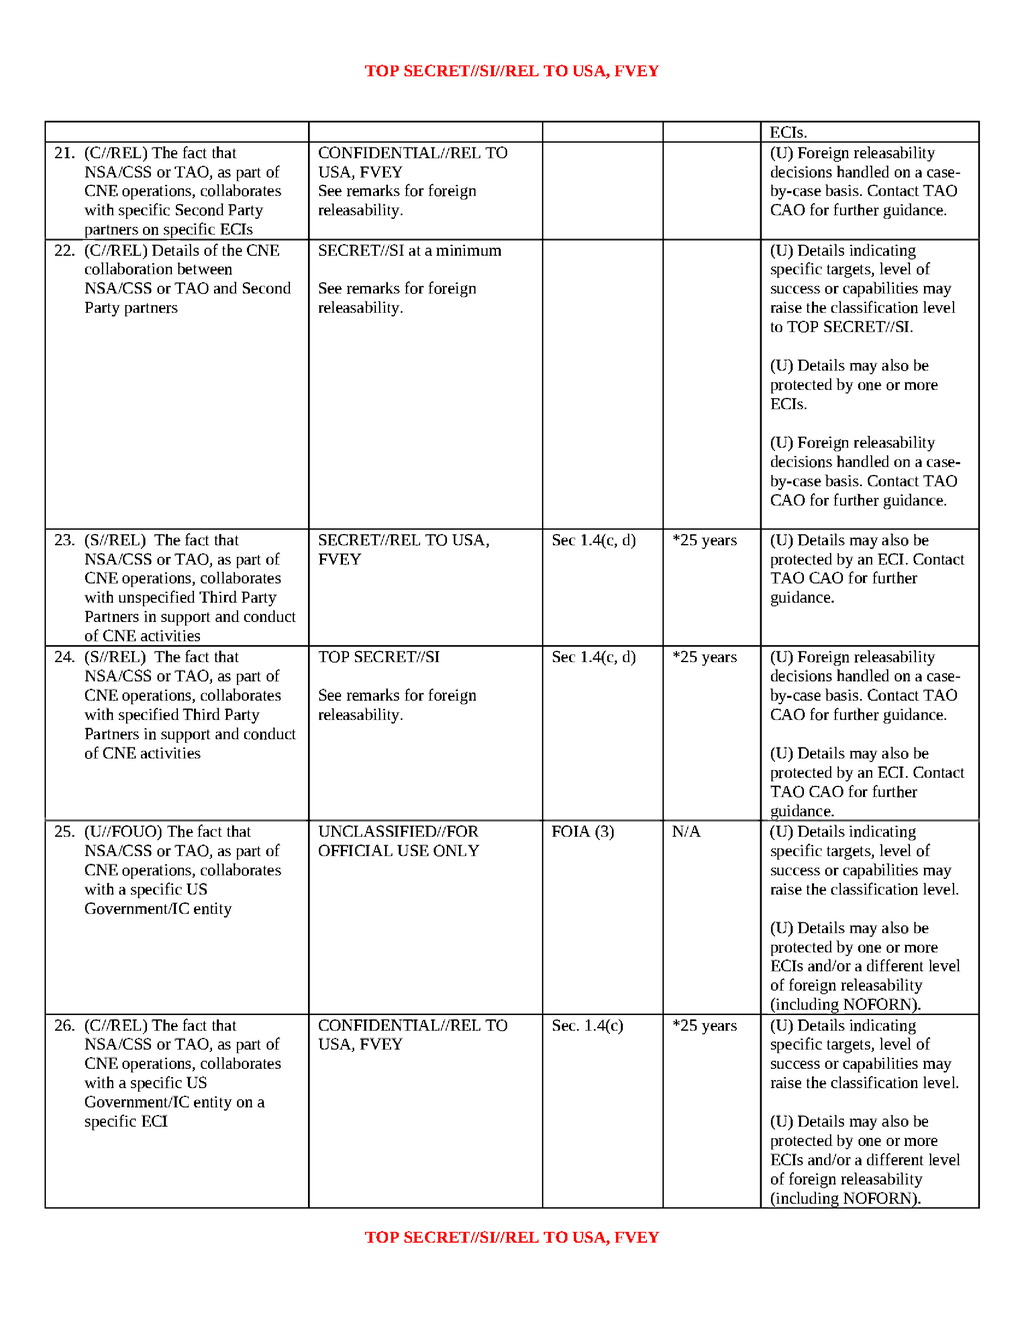 TOP SECRET//SI//REL TO USA, FVEY
ECIs.
21. (C//REL) The fact that
NSA/CSS or TAO, as part of
CNE operations, collaborates
with specific Second Party
partners on specific ECIs
CONFIDENTIAL//REL TO
USA, FVEY
See remarks for foreign
releasability.
(U) Foreign releasability
decisions handled on a case-
by-case basis. Contact TAO
CAO for further guidance.
22. (C//REL) Details of the CNE
collaboration between
NSA/CSS or TAO and Second
Party partners
SECRET//SI at a minimum
See remarks for foreign
releasability.
(U) Details indicating
specific targets, level of
success or capabilities may
raise the classification level
to TOP SECRET//SI.
(U) Details may also be
protected by one or more
ECIs.
(U) Foreign releasability
decisions handled on a case-
by-case basis. Contact TAO
CAO for further guidance.
23. (S//REL) The fact that
NSA/CSS or TAO, as part of
CNE operations, collaborates
with unspecified Third Party
Partners in support and conduct
of CNE activities
SECRET//REL TO USA,
FVEY
Sec 1.4(c, d)
*25 years
(U) Details may also be
protected by an ECI. Contact
TAO CAO for further
guidance.
24. (S//REL) The fact that
NSA/CSS or TAO, as part of
CNE operations, collaborates
with specified Third Party
Partners in support and conduct
of CNE activities
TOP SECRET//SI
See remarks for foreign
releasability.
Sec 1.4(c, d)
*25 years
(U) Foreign releasability
decisions handled on a case-
by-case basis. Contact TAO
CAO for further guidance.
(U) Details may also be
protected by an ECI. Contact
TAO CAO for further
guidance.
25. (U//FOUO) The fact that
NSA/CSS or TAO, as part of
CNE operations, collaborates
with a specific US
Government/IC entity
UNCLASSIFIED//FOR
OFFICIAL USE ONLY
FOIA (3)
N/A
(U) Details indicating
specific targets, level of
success or capabilities may
raise the classification level.
(U) Details may also be
protected by one or more
ECIs and/or a different level
of foreign releasability
(including NOFORN).
26. (C//REL) The fact that
NSA/CSS or TAO, as part of
CNE operations, collaborates
with a specific US
Government/IC entity on a
specific ECI
CONFIDENTIAL//REL TO
USA, FVEY
Sec. 1.4(c)
*25 years
(U) Details indicating
specific targets, level of
success or capabilities may
raise the classification level.
(U) Details may also be
protected by one or more
ECIs and/or a different level
of foreign releasability
(including NOFORN).
TOP SECRET//SI//REL TO USA, FVEY